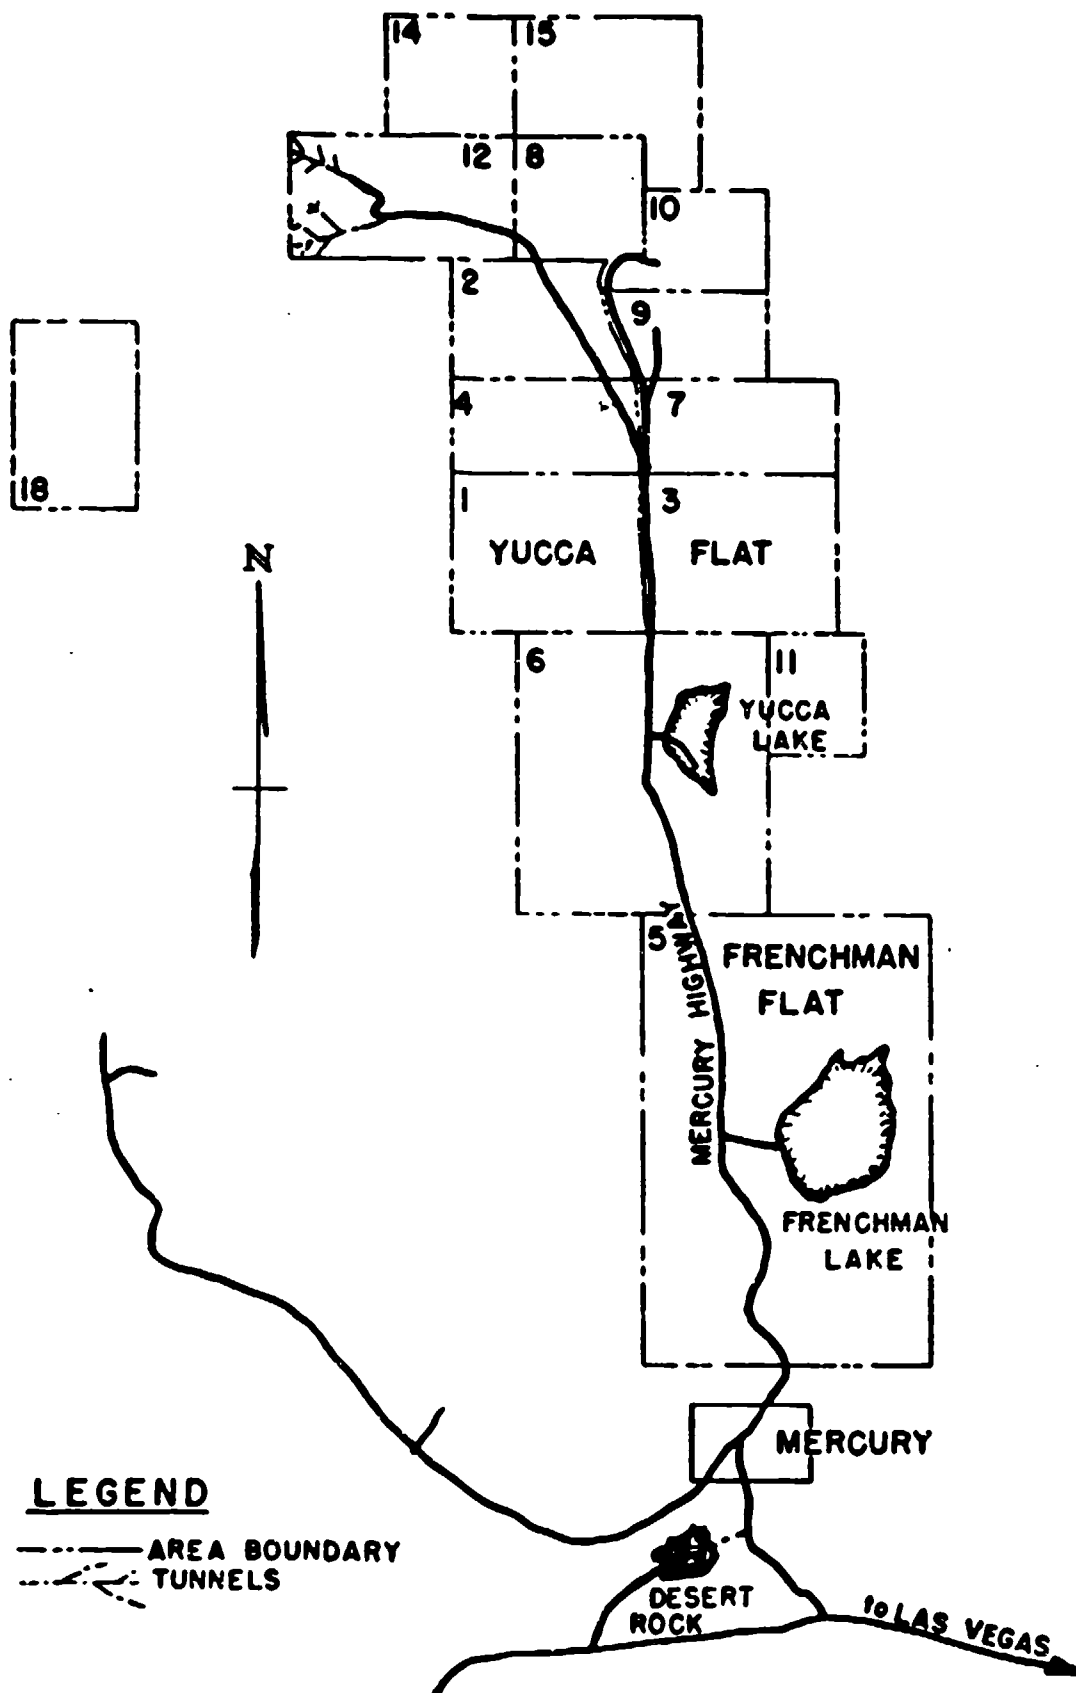 14
15
12
8
10
2
9
4
7
18
1
3
YUCCA FLAT
N
6
11
YUCCA
LAKE
5
MERCURY HIGHWAY
FRENCHMAN
FLAT
FRENCHMAN
LAKE
MERCURY
LEGEND
AREA BOUNDARY
TUNNELS
DESERT
ROCK
to LAS VEGAS